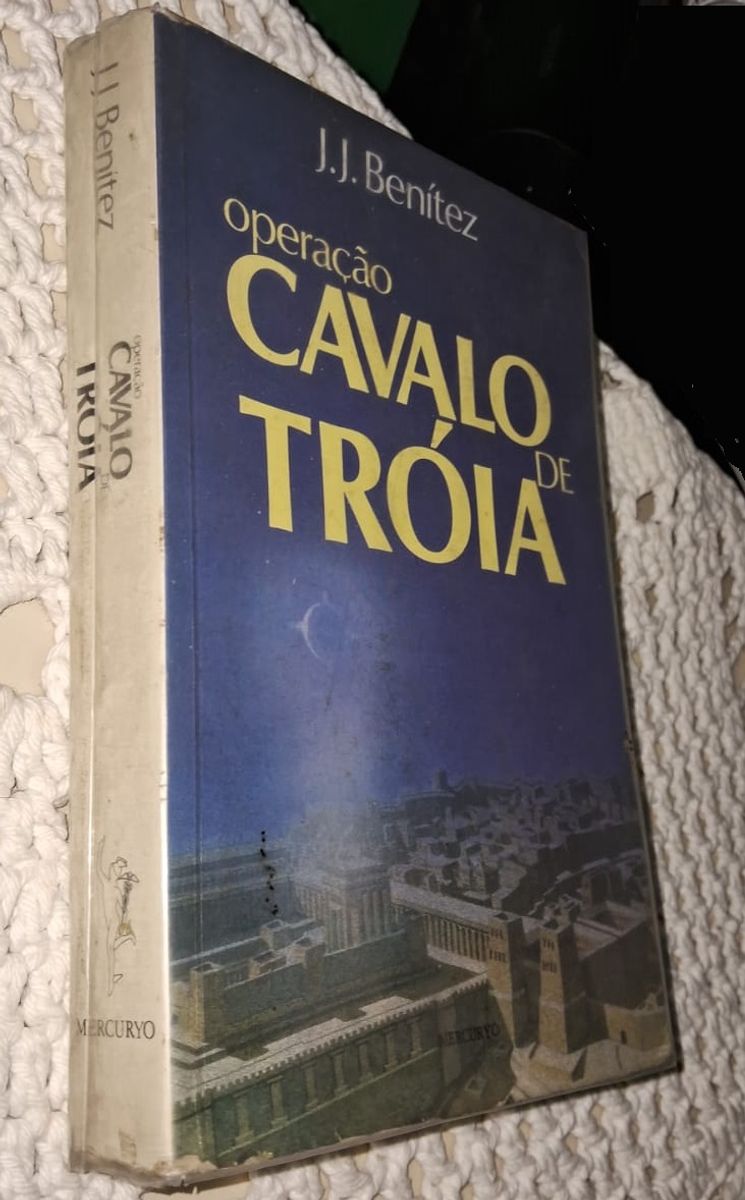 J.J. Benítez
operação
CAVALO
DE
TRÓIA
MERCURYO
J.J. Benítez
operação
CAVALO
DE
TRÓIA
MERCURYO